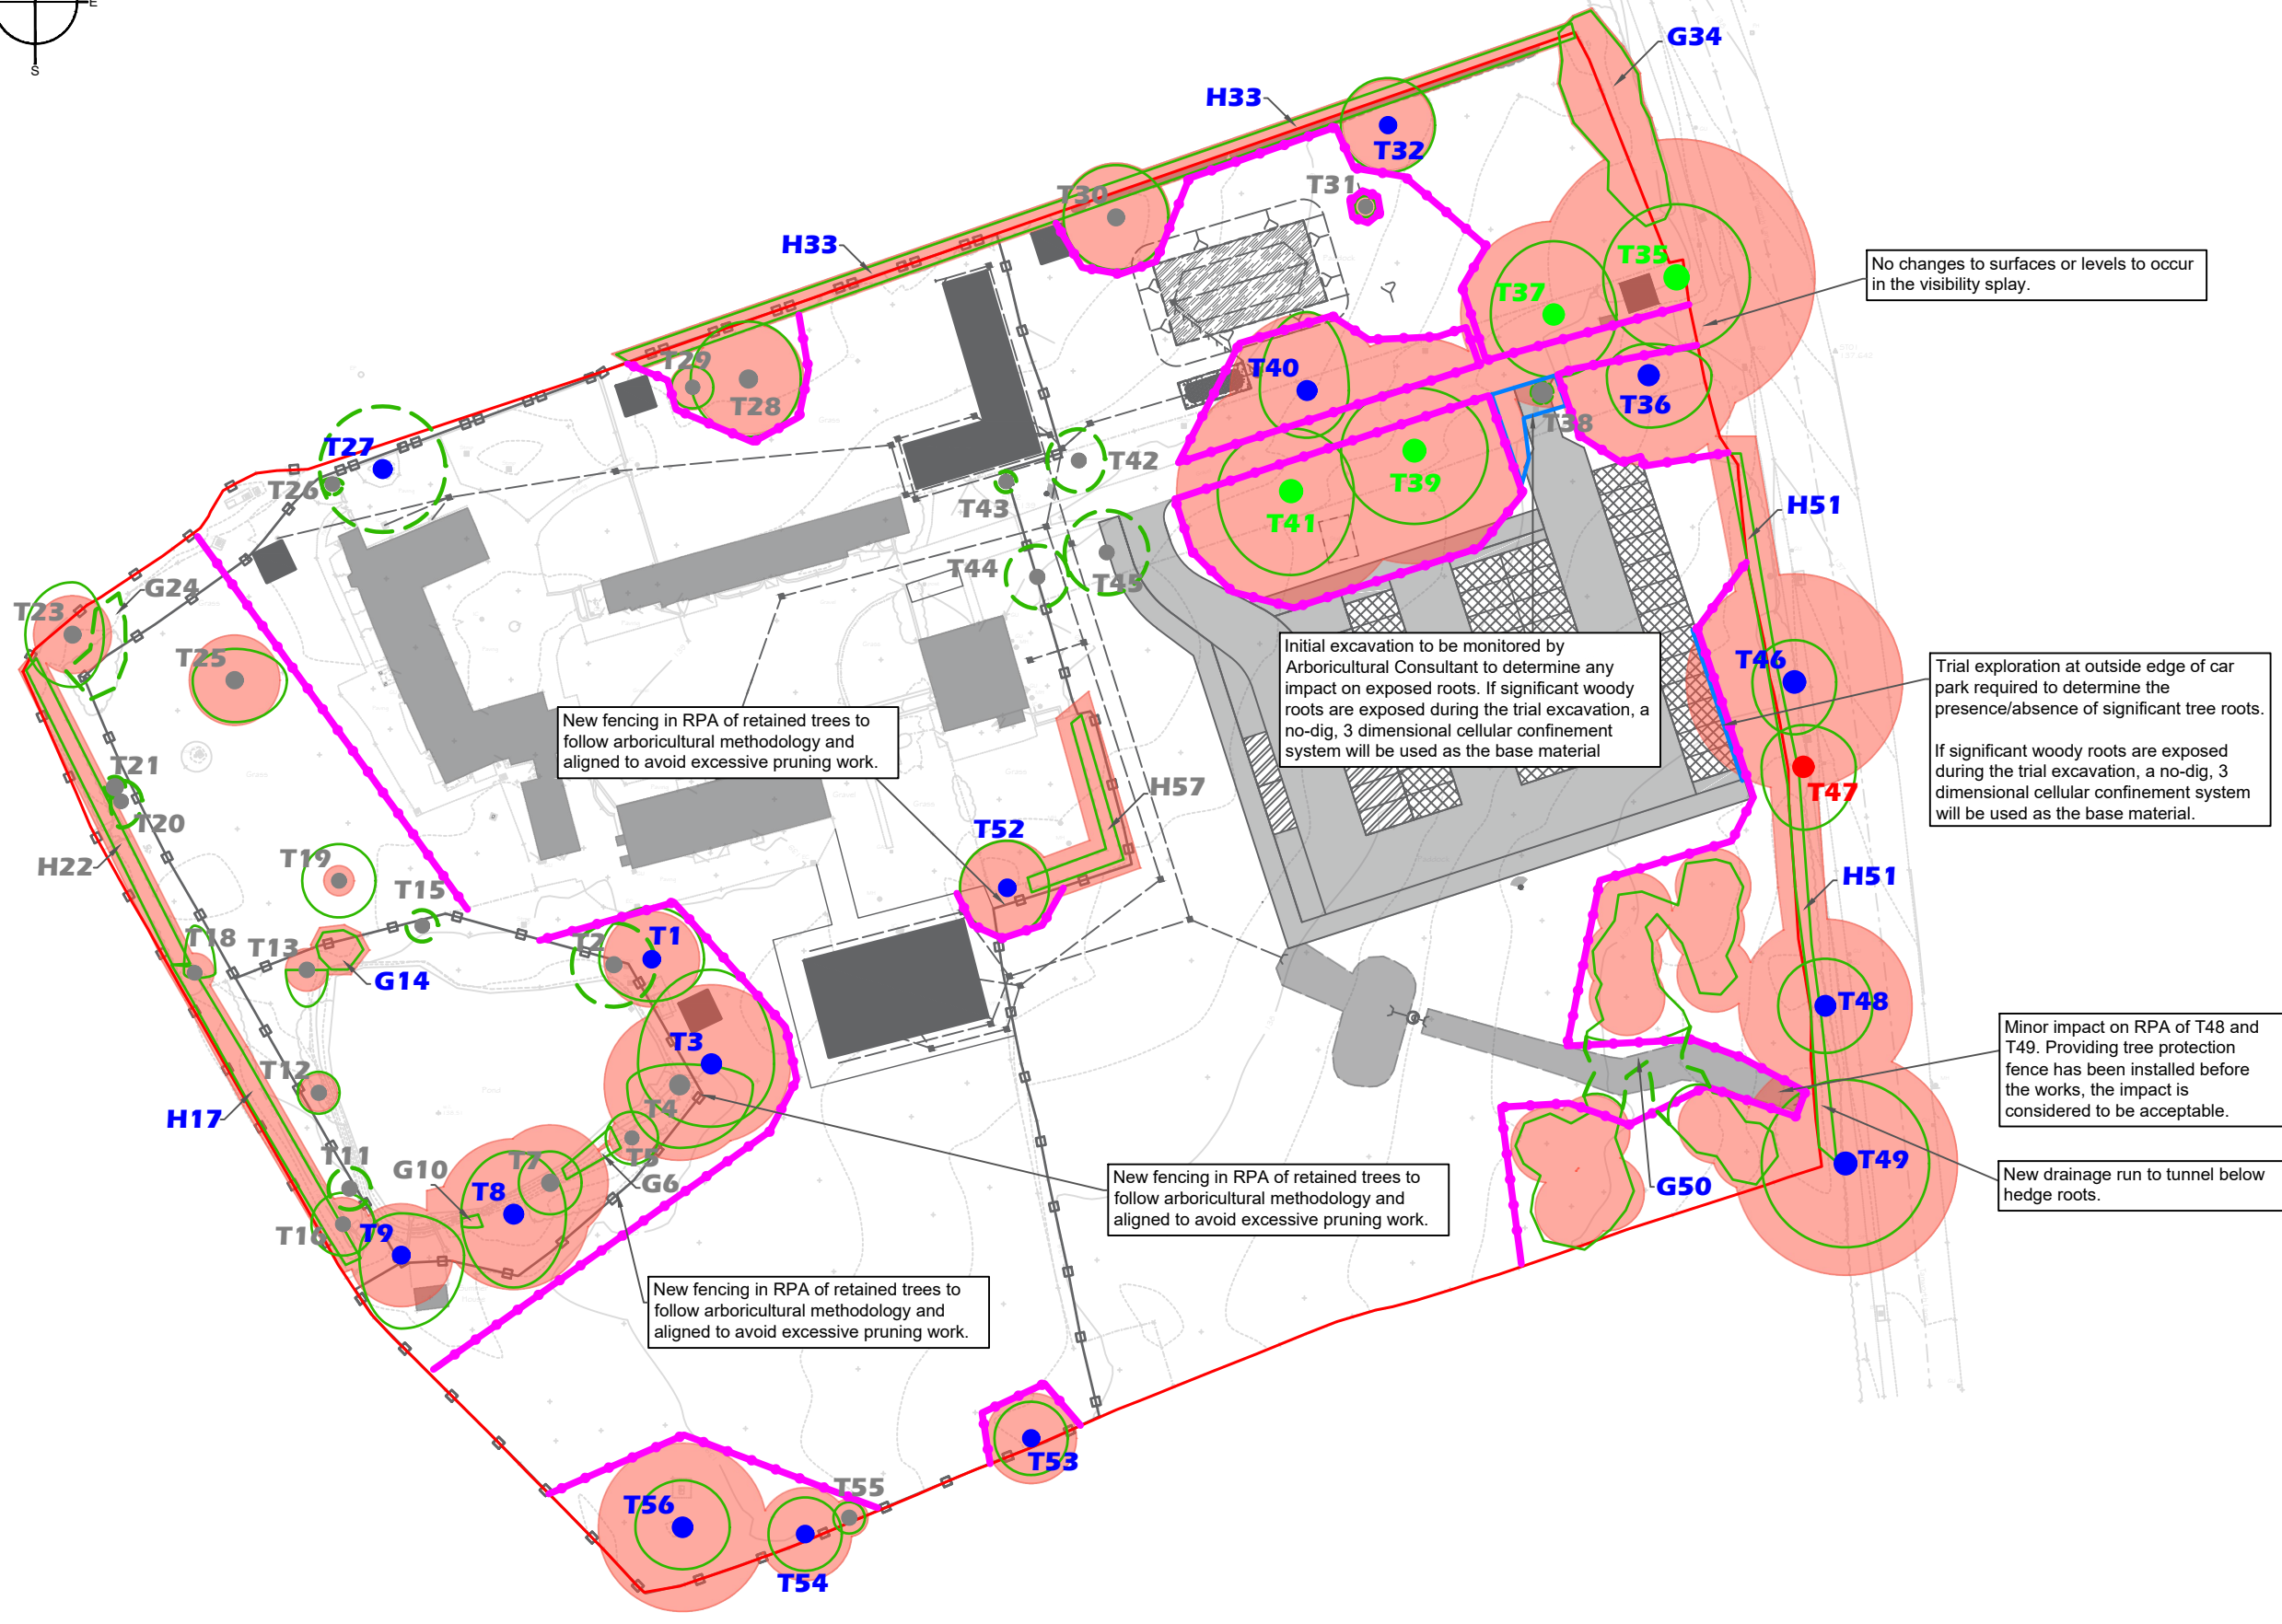 E
S
G34
H33
T32
T31
T30
H33
T35
T37
No changes to surfaces or levels to occur
in the visibility splay.
T29
T28
T40
T36
T38
T27
T26
T42
T43
T39
T41
H51
T44
T45
G24
T23
T25
Initial excavation to be monitored by
Arboricultural Consultant to determine any
impact on exposed roots. If significant woody
roots are exposed during the trial excavation, a
no-dig, 3 dimensional cellular confinement
system will be used as the base material
T46
Trial exploration at outside edge of car
park required to determine the
presence/absence of significant tree roots.
If significant woody roots are exposed
during the trial excavation, a no-dig, 3
dimensional cellular confinement system
will be used as the base material.
New fencing in RPA of retained trees to
follow arboricultural methodology and
aligned to avoid excessive pruning work.
T21
T20
H57
T47
H22
T19
T15
T52
H51
T18
T13
G14
T2
T1
T48
T3
T12
H17
T4
Minor impact on RPA of T48 and
T49. Providing tree protection
fence has been installed before
the works, the impact is
considered to be acceptable.
T11
G10
T7
T5
G6
T8
T16
T9
New fencing in RPA of retained trees to
follow arboricultural methodology and
aligned to avoid excessive pruning work.
T49
G50
New drainage run to tunnel below
hedge roots.
New fencing in RPA of retained trees to
follow arboricultural methodology and
aligned to avoid excessive pruning work.
T53
T55
T56
T54